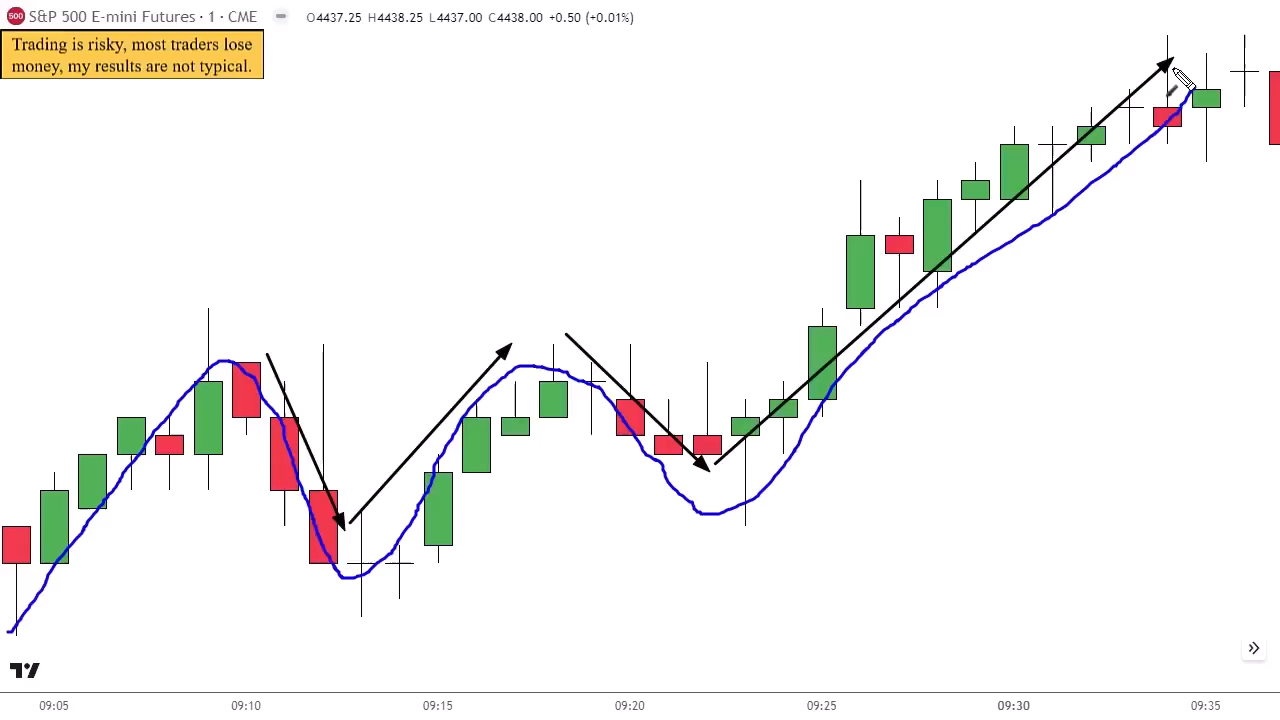 500 S&P 500 E-mini Futures · 1 · CME O4437.25 H4438.25 L4437.00 C4438.00 +0.50 (+0.01%)
Trading is risky, most traders lose
money, my results are not typical.
09:05 09:10 09:15 09:20 09:25 09:30 09:35